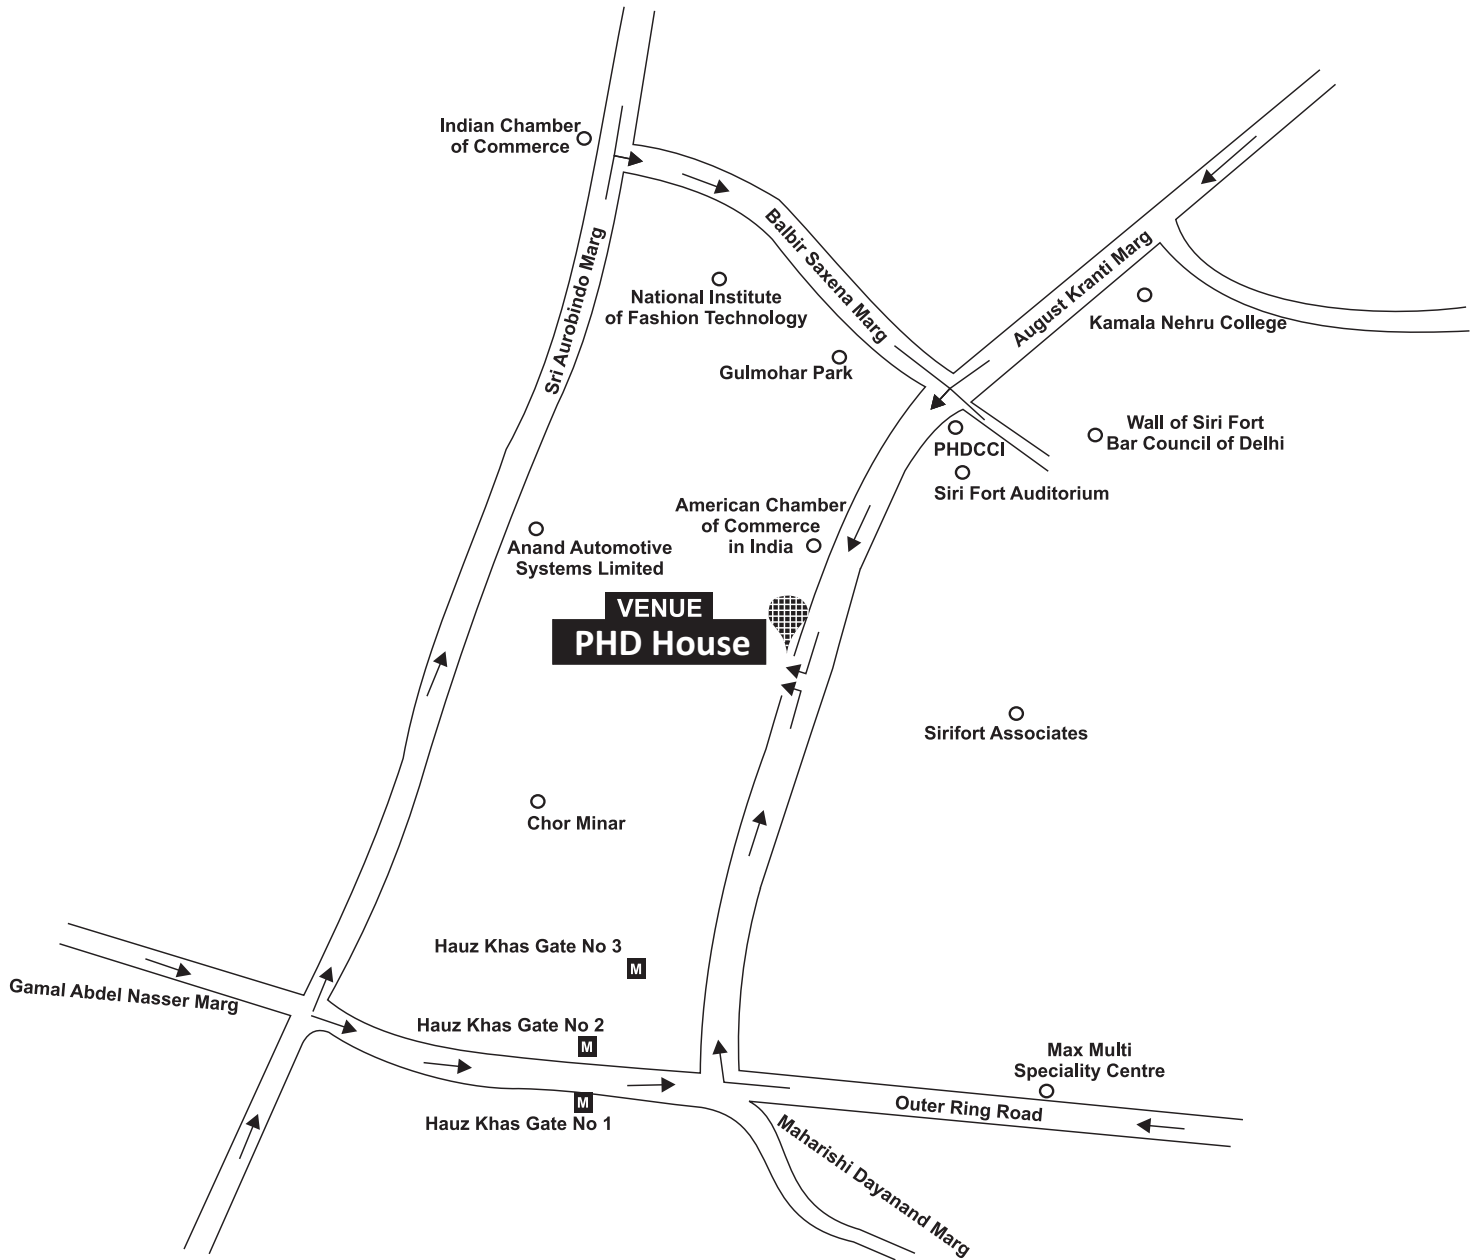 Indian Chamber
of Commerce
Balbir Saxena Marg
Sri Aurobindo Marg
August Kranti Marg
National Institute
of Fashion Technology
Kamala Nehru College
Gulmohar Park
Wall of Siri Fort
Bar Council of Delhi
PHDCCI
Siri Fort Auditorium
American Chamber
of Commerce
in India
Anand Automotive
Systems Limited
VENUE
PHD House
Sirifort Associates
Chor Minar
Hauz Khas Gate No 3
M
Gamal Abdel Nasser Marg
Hauz Khas Gate No 2
M
Max Multi
Speciality Centre
M
Hauz Khas Gate No 1
Outer Ring Road
Maharishi Dayanand Marg